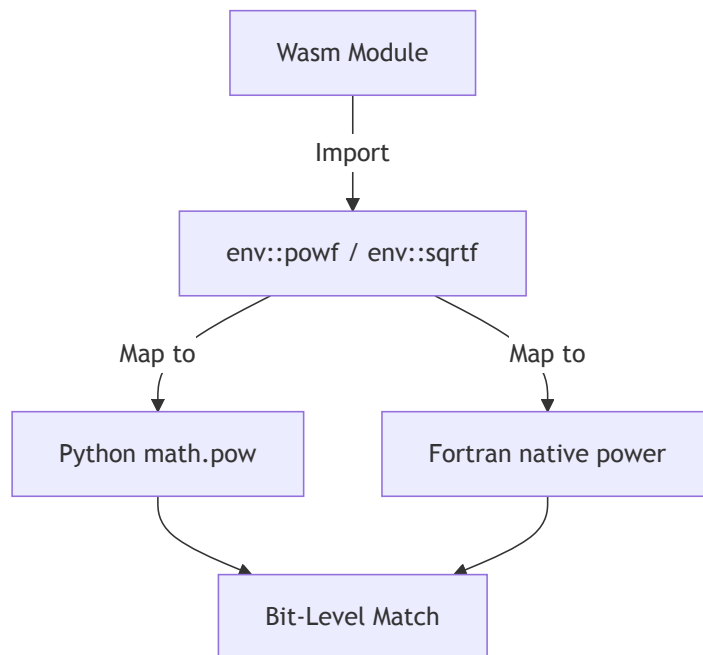 Wasm Module
Import
env::powf / env::sqrtf
Map to
Map to
Python math.pow
Fortran native power
Bit-Level Match